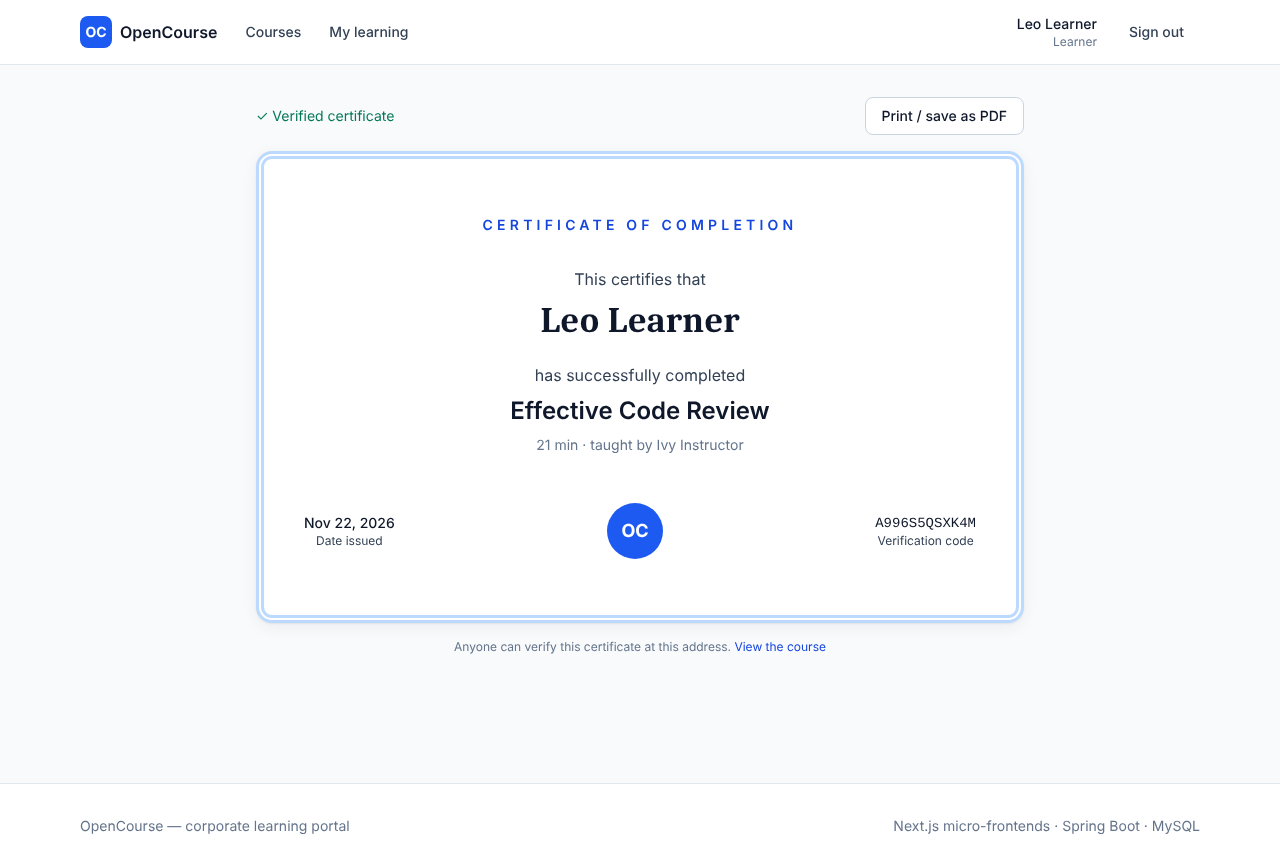 OC OpenCourse Courses My learning Leo Learner Sign out
Learner
✓ Verified certificate Print / save as PDF
CERTIFICATE OF COMPLETION
This certifies that
Leo Learner
has successfully completed
Effective Code Review
21 min · taught by Ivy Instructor
Nov 22, 2026 OC A996S5QSXK4M
Date issued Verification code
Anyone can verify this certificate at this address. View the course
OpenCourse — corporate learning portal Next.js micro-frontends · Spring Boot · MySQL